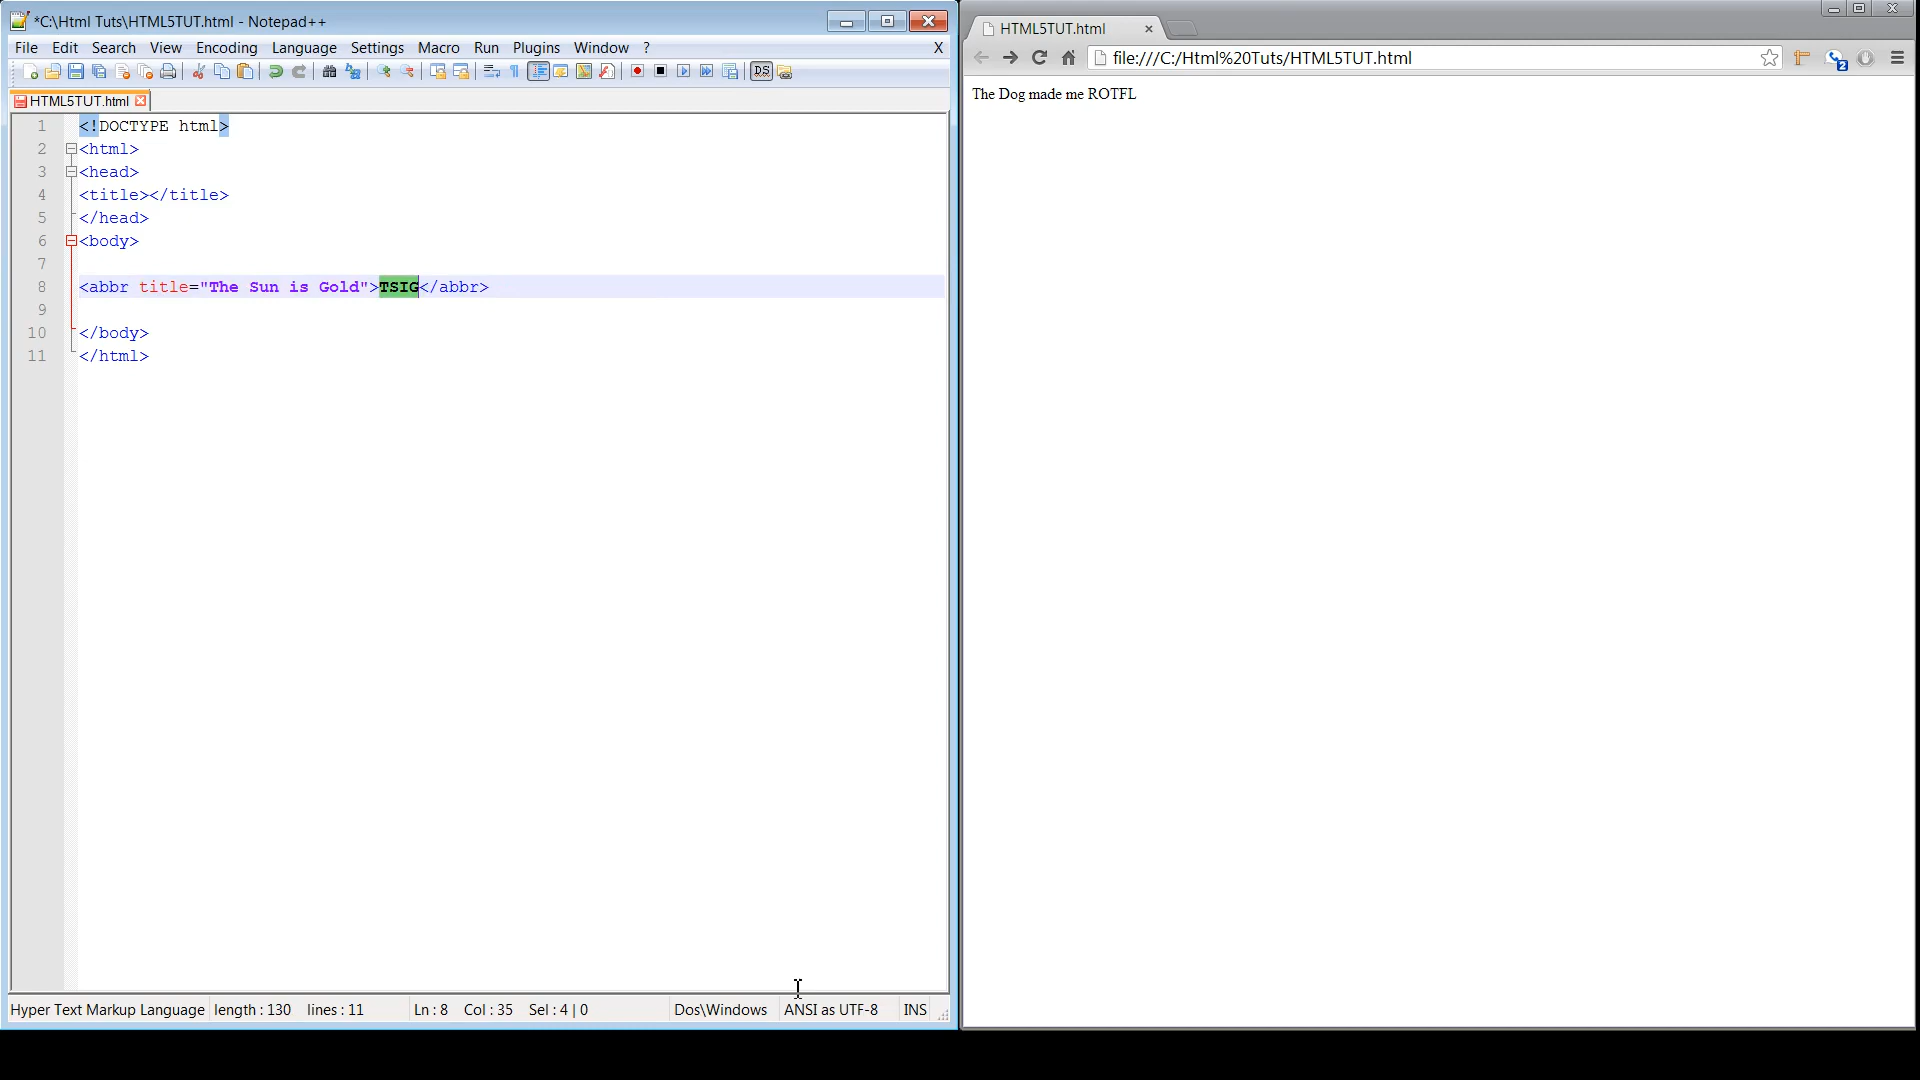 *C:\Html Tuts\HTML5TUT.html - Notepad++
File Edit Search View Encoding Language Settings Macro Run Plugins Window ? X
HTML5TUT.html
1 <!DOCTYPE html>
2 <html>
3 <head>
4 <title></title>
5 </head>
6 <body>
7
8 <abbr title="The Sun is Gold">TSIG</abbr>
9
10 </body>
11 </html>
Hyper Text Markup Language length : 130 lines : 11 Ln : 8 Col : 35 Sel : 4 | 0 Dos\Windows ANSI as UTF-8 INS
HTML5TUT.html
file:///C:/Html%20Tuts/HTML5TUT.html
2
The Dog made me ROTFL